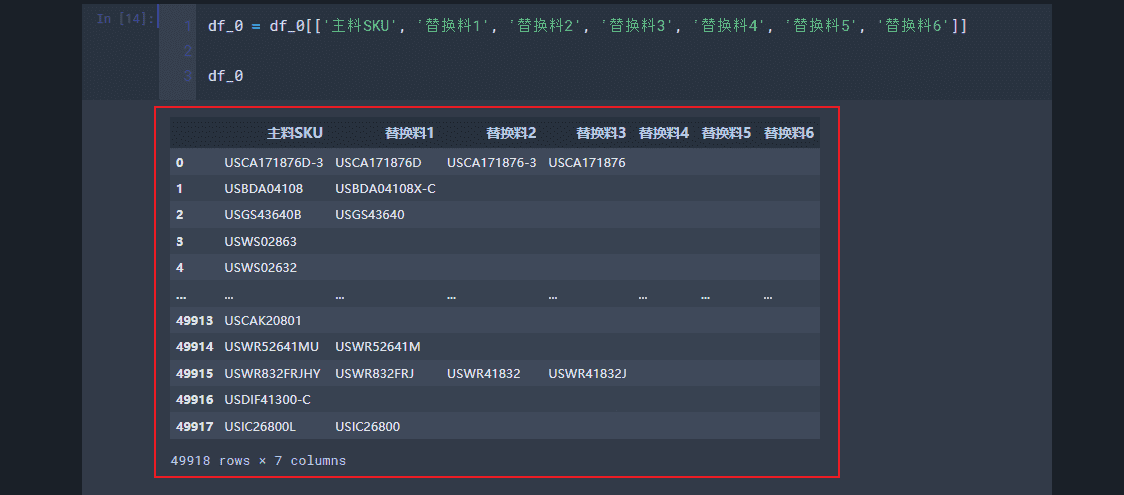 In [14]:
1 df_0 = df_0[['主料SKU', '替换料1', '替换料2', '替换料3', '替换料4', '替换料5', '替换料6']]
2
3 df_0
主料SKU 替换料1 替换料2 替换料3 替换料4 替换料5 替换料6
0 USCA171876D-3 USCA171876D USCA171876-3 USCA171876
1 USBDA04108 USBDA04108X-C
2 USGS43640B USGS43640
3 USWS02863
4 USWS02632
... ... ... ... ... ... ... ...
49913 USCAK20801
49914 USWR52641MU USWR52641M
49915 USWR832FRJHY USWR832FRJ USWR41832 USWR41832J
49916 USDIF41300-C
49917 USIC26800L USIC26800
49918 rows × 7 columns